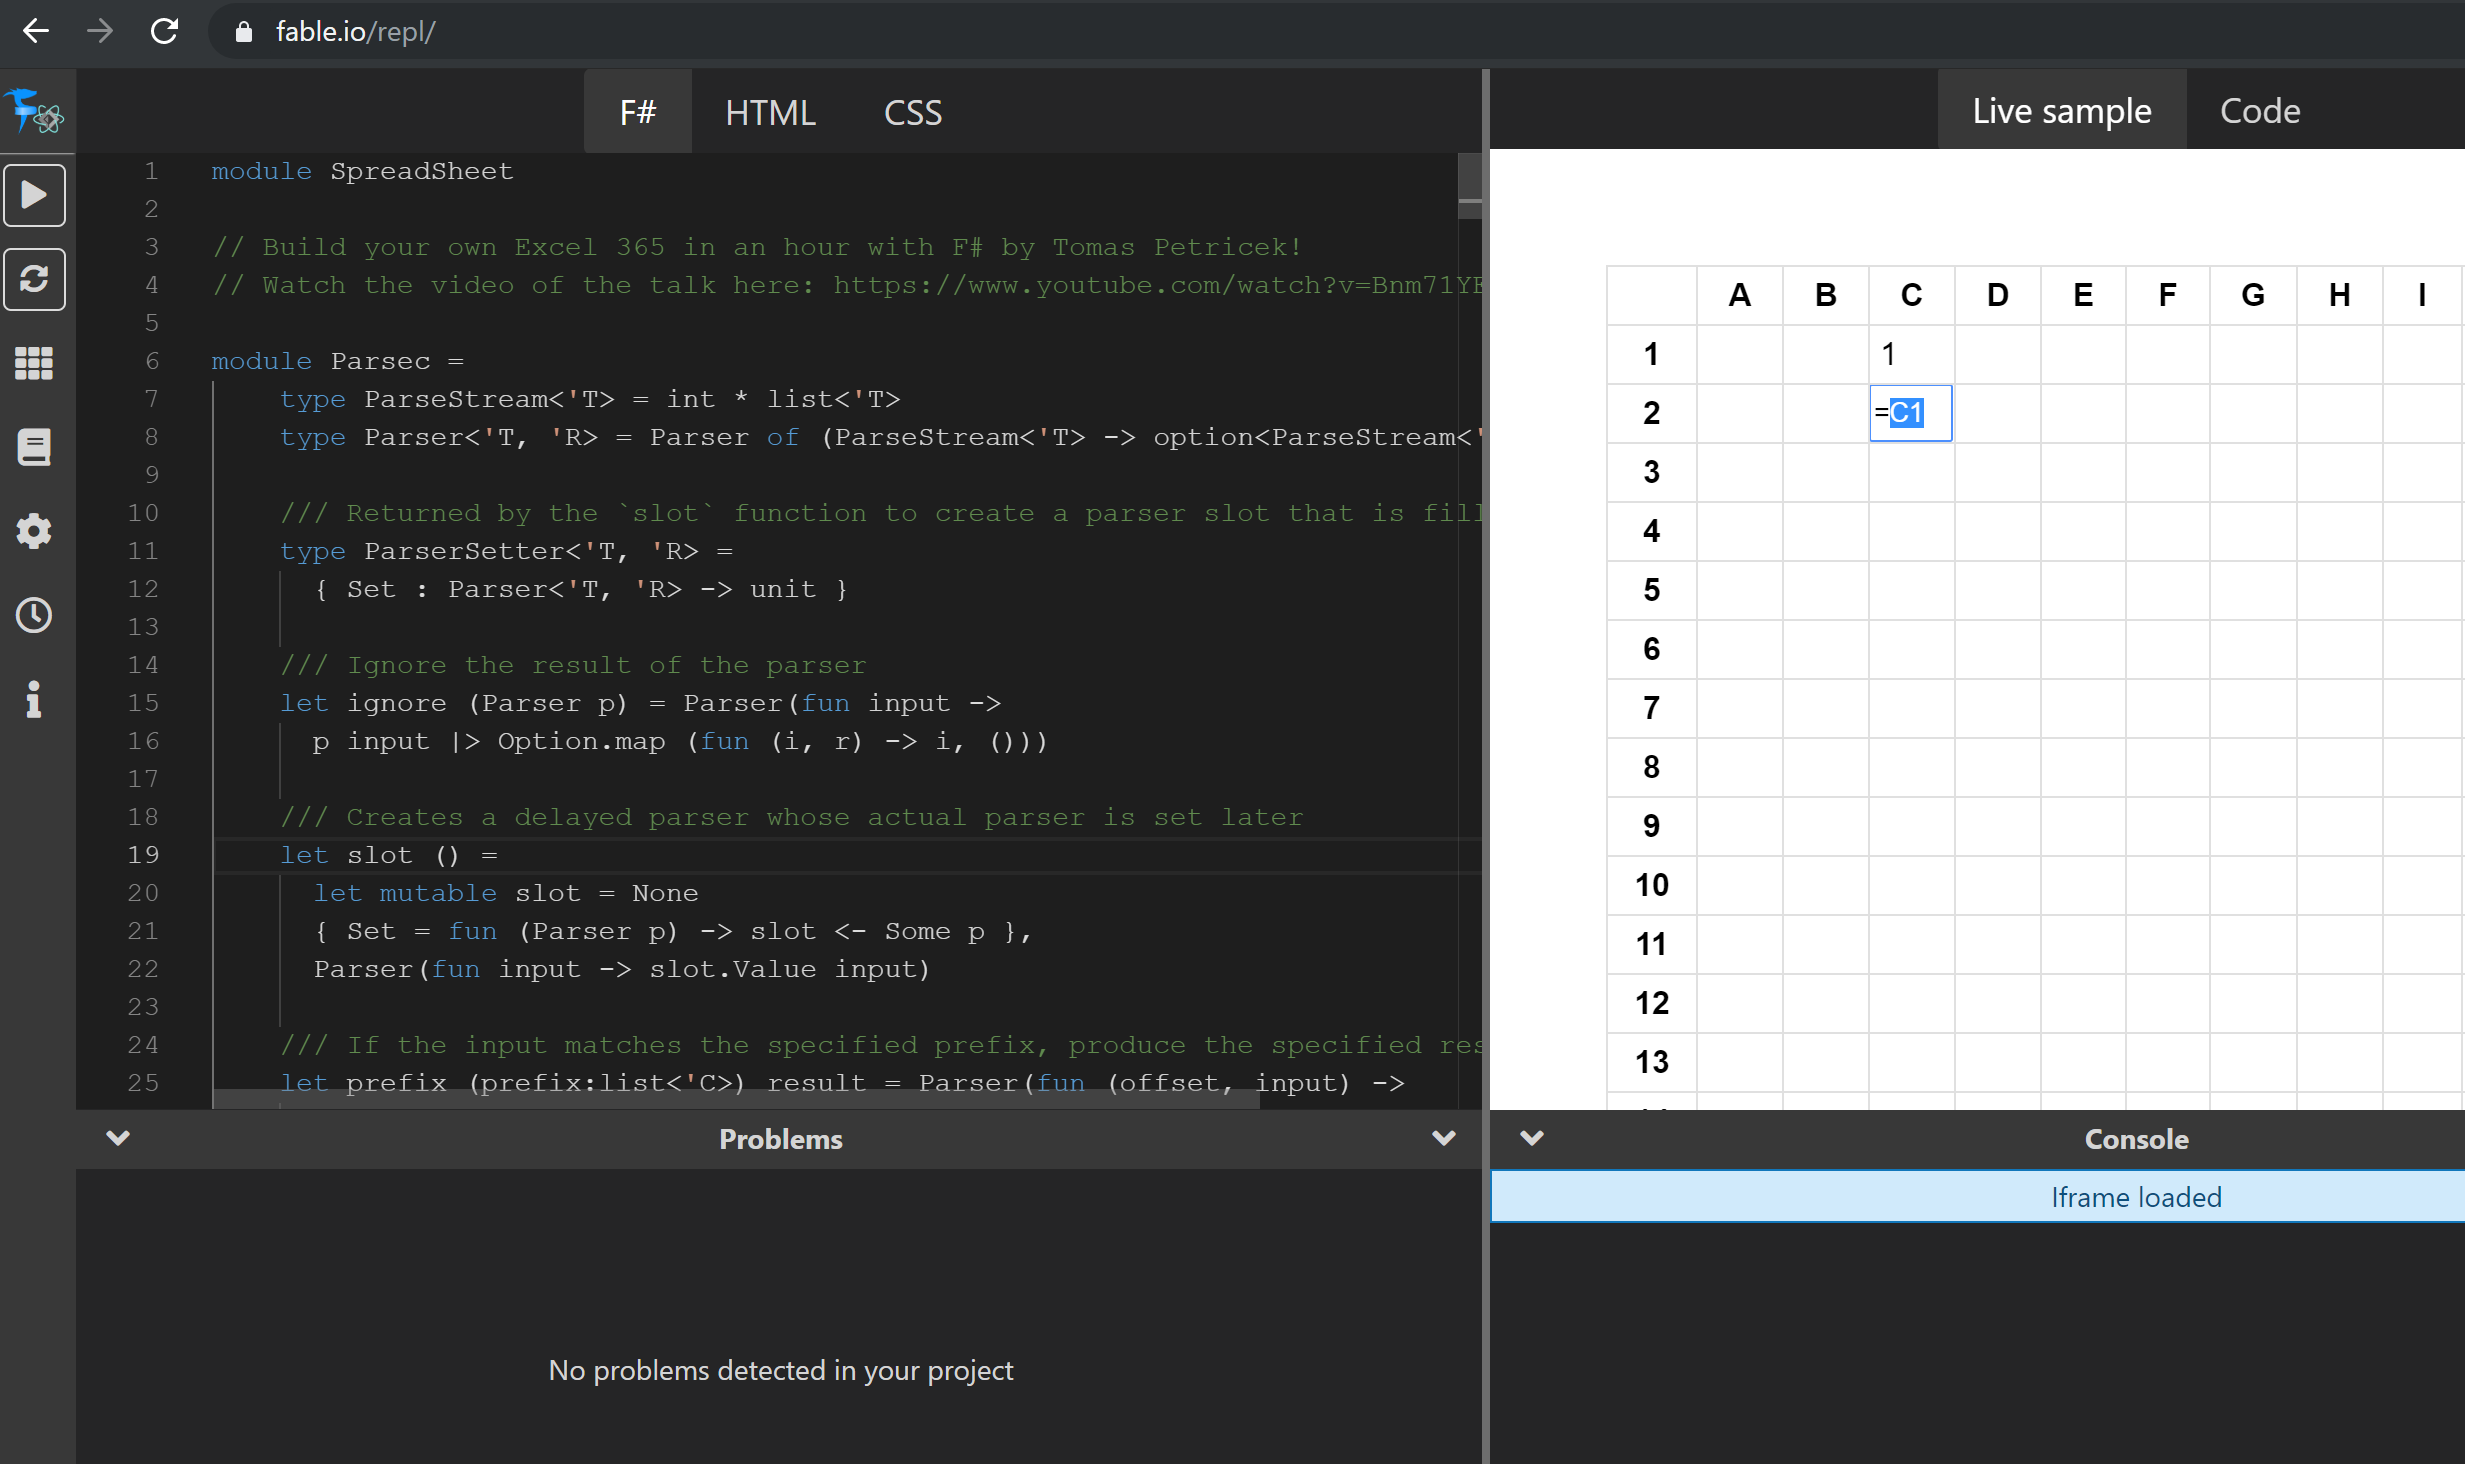 fable.io/repl/
F# HTML CSS
1 module SpreadSheet
2
3 // Build your own Excel 365 in an hour with F# by Tomas Petricek!
4 // Watch the video of the talk here: https://www.youtube.com/watch?v=Bnm71Y
5
6 module Parsec =
7 type ParseStream<'T> = int * list<'T>
8 type Parser<'T, 'R> = Parser of (ParseStream<'T> -> option<ParseStream<'
9
10 /// Returned by the `slot` function to create a parser slot that is fill
11 type ParserSetter<'T, 'R> =
12 { Set : Parser<'T, 'R> -> unit }
13
14 /// Ignore the result of the parser
15 let ignore (Parser p) = Parser(fun input ->
16 p input |> Option.map (fun (i, r) -> i, ()))
17
18 /// Creates a delayed parser whose actual parser is set later
19 let slot () =
20 let mutable slot = None
21 { Set = fun (Parser p) -> slot <- Some p },
22 Parser(fun input -> slot.Value input)
23
24 /// If the input matches the specified prefix, produce the specified res
25 let prefix (prefix:list<'C>) result = Parser(fun (offset, input) ->
Problems
No problems detected in your project
Live sample Code
A B C D E F G H I
1 1
2 =C1
3
4
5
6
7
8
9
10
11
12
13
Console
Iframe loaded